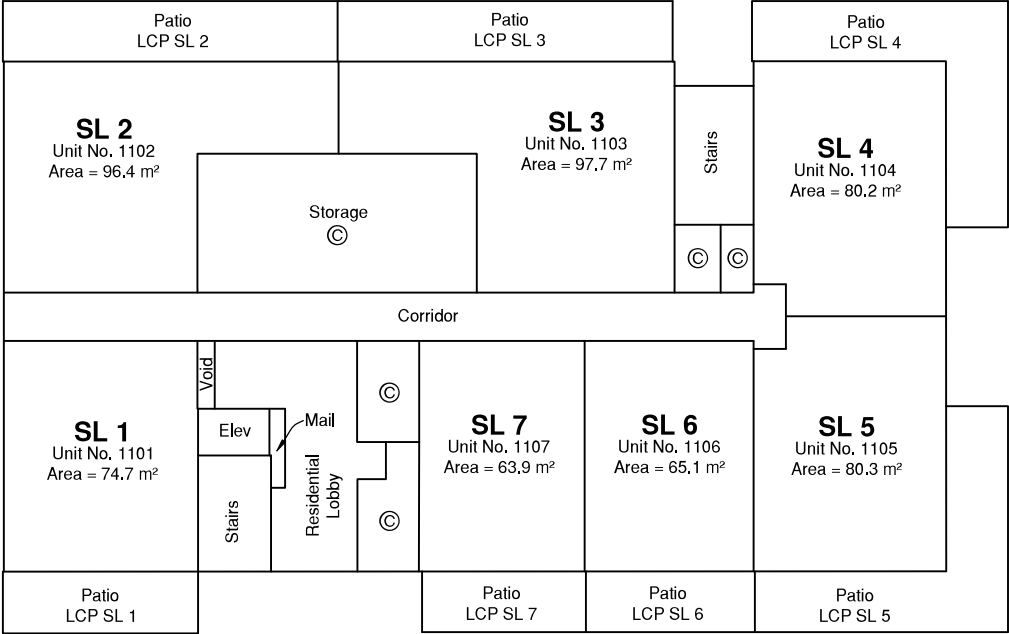 Patio
LCP SL 2
Patio
LCP SL 3
Patio
LCP SL 4
SL 2
Unit No. 1102
Area = 96.4 m²
SL 3
Unit No. 1103
Area = 97.7 m²
Stairs
SL 4
Unit No. 1104
Area = 80.2 m²
Storage
©
©
©
Corridor
Void
©
SL 1
Unit No. 1101
Area = 74.7 m²
Elev
Mail
Residential
Lobby
Stairs
©
SL 7
Unit No. 1107
Area = 63,9 m²
SL 6
Unit No. 1106
Area = 65.1 m²
SL 5
Unit No. 1105
Area = 80.3 m²
Patio
LCP SL 1
Patio
LCP SL 7
Patio
LCP SL 6
Patio
LCP SL 5